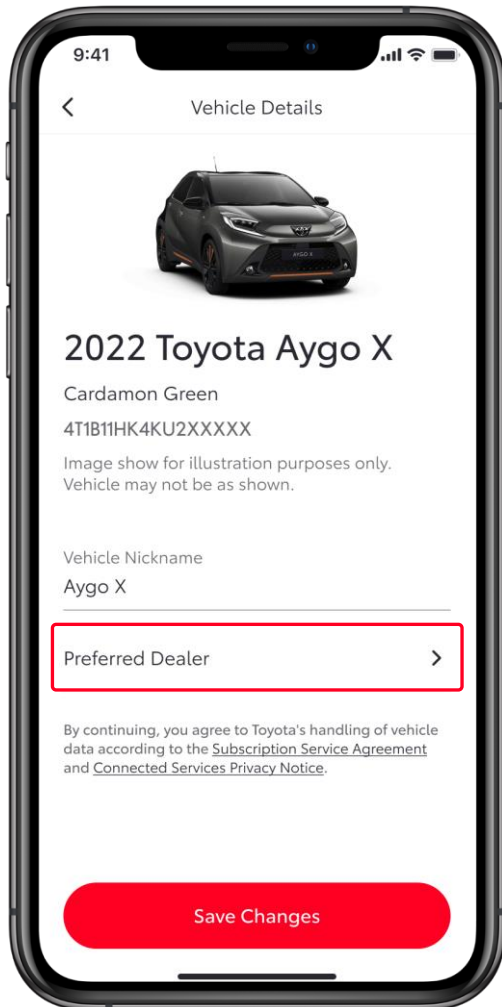 9:41
Vehicle Details
AYGO X
2022 Toyota Aygo X
Cardamon Green
4T1B11HK4KU2XXXXX
Image show for illustration purposes only.
Vehicle may not be as shown.
Vehicle Nickname
Aygo X
Preferred Dealer
By continuing, you agree to Toyota's handling of vehicle
data according to the Subscription Service Agreement
and Connected Services Privacy Notice.
Save Changes